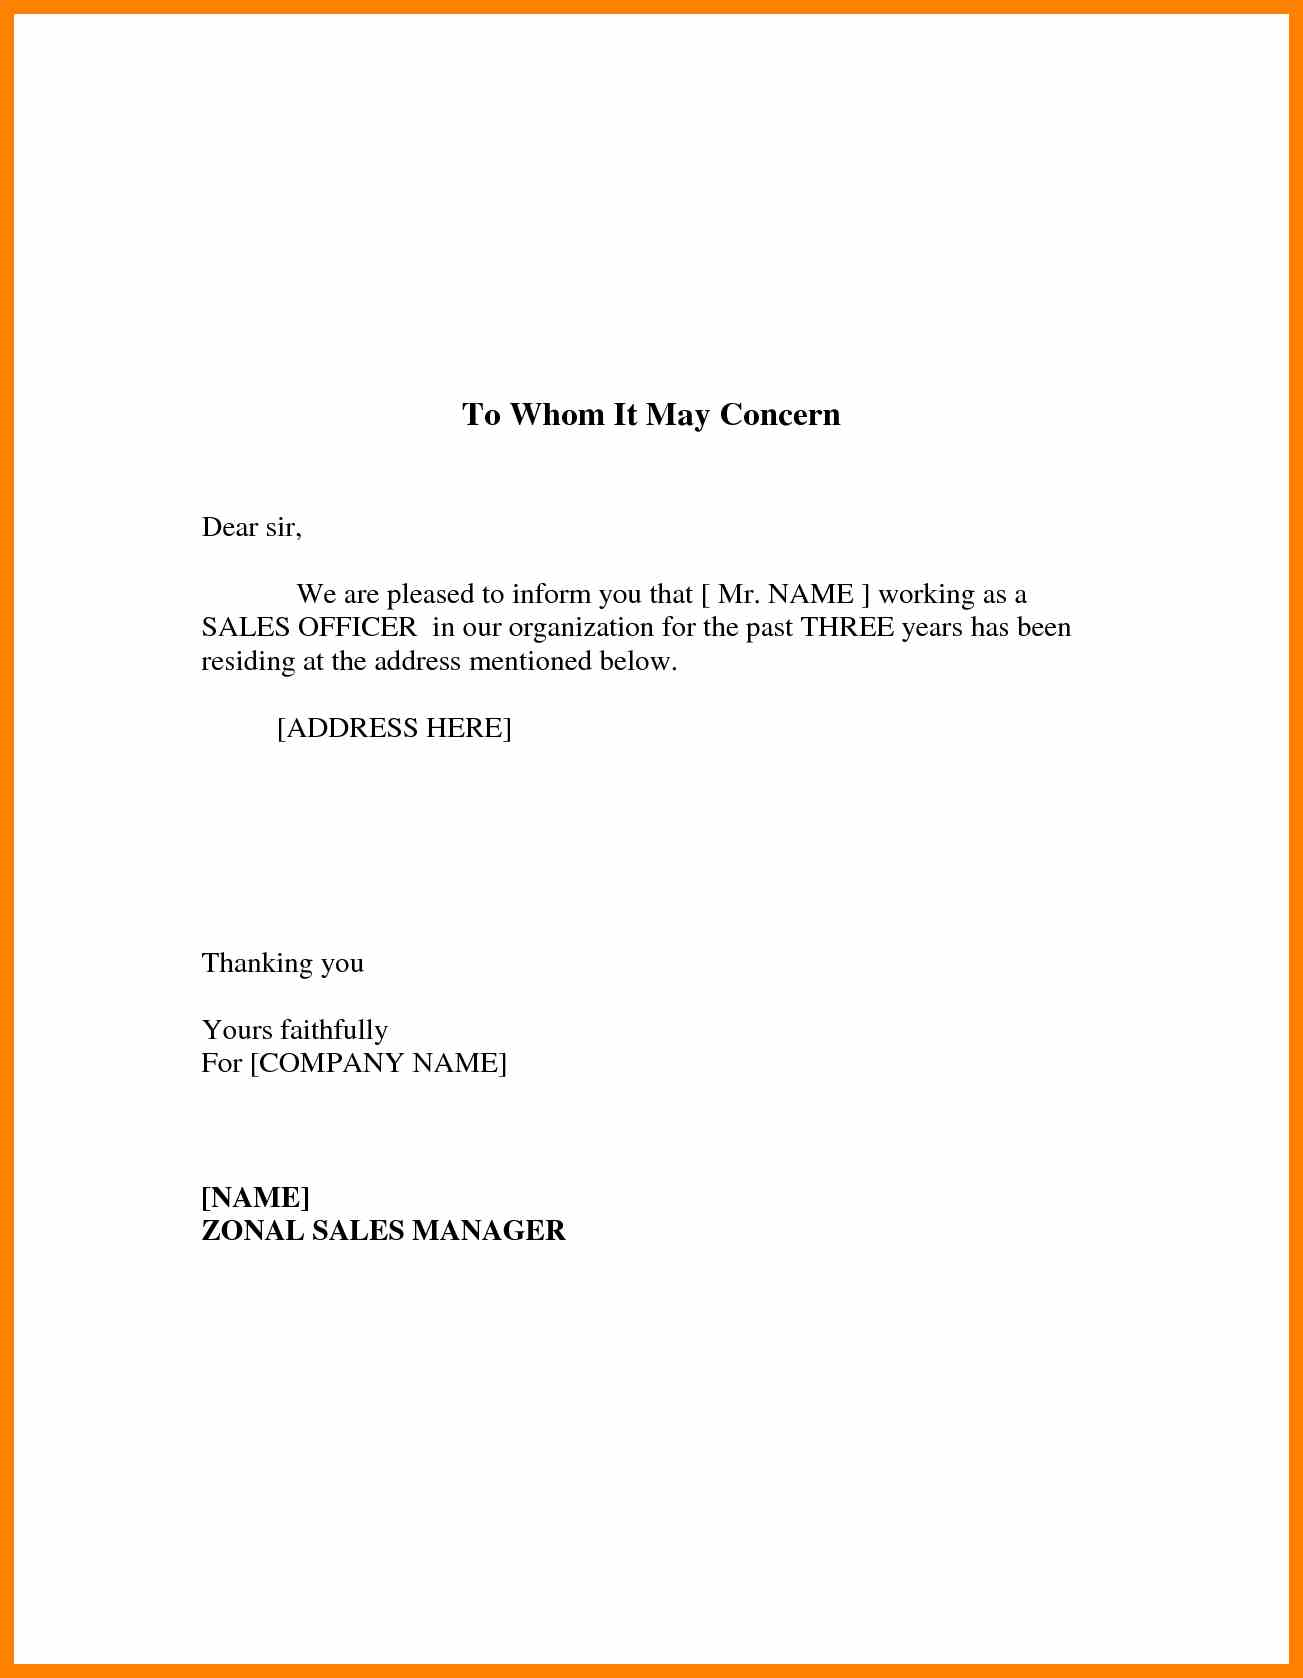 To Whom It May Concern
Dear sir,
We are pleased to inform you that [ Mr. NAME ] working as a
SALES OFFICER  in our organization for the past THREE years has been
residing at the address mentioned below.
[ADDRESS HERE]
Thanking you
Yours faithfully
For [COMPANY NAME]
[NAME]
ZONAL SALES MANAGER